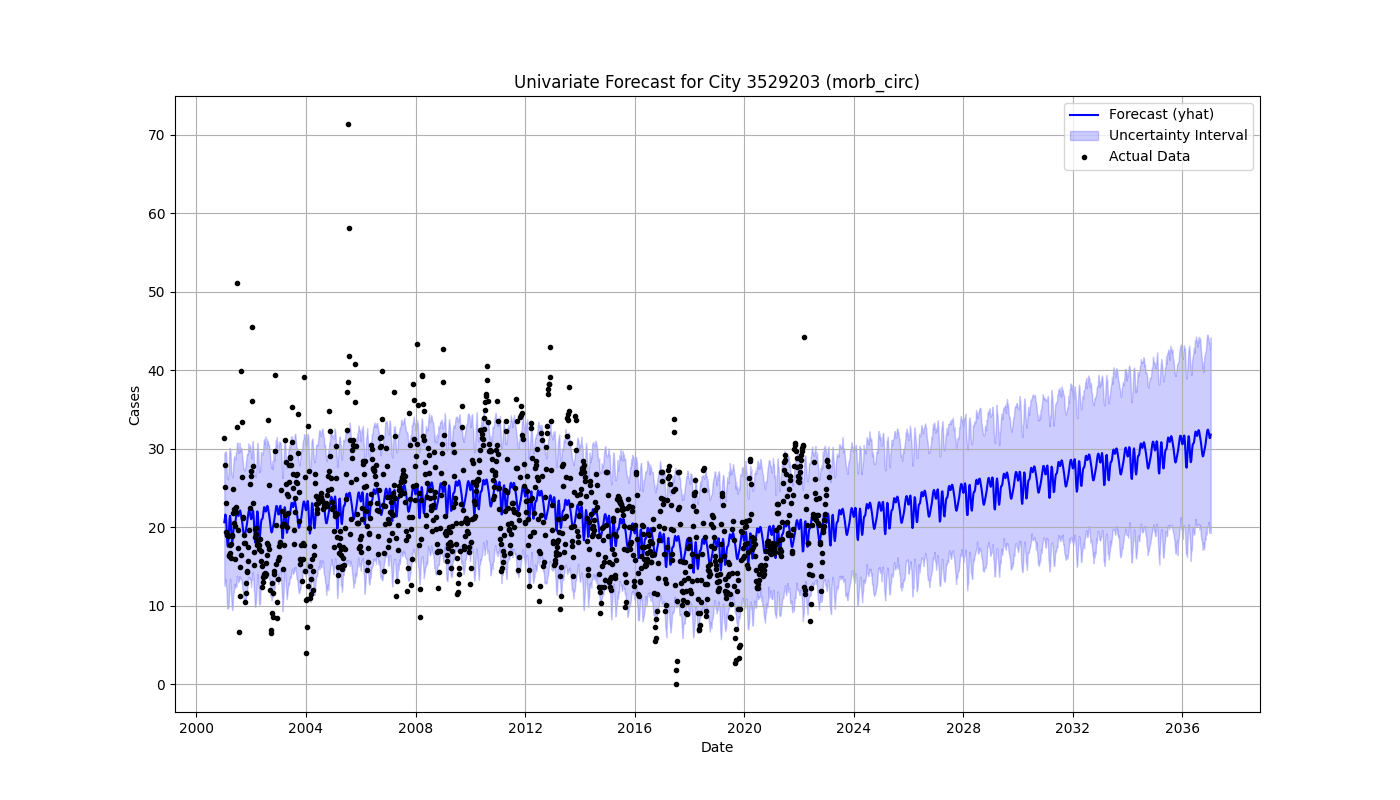 Univariate Forecast for City 3529203 (morb_circ)
Forecast (yhat)
Uncertainty Interval
Actual Data
Cases
70
60
50
40
30
20
10
0
2000 2004 2008 2012 2016 2020 2024 2028 2032 2036
Date